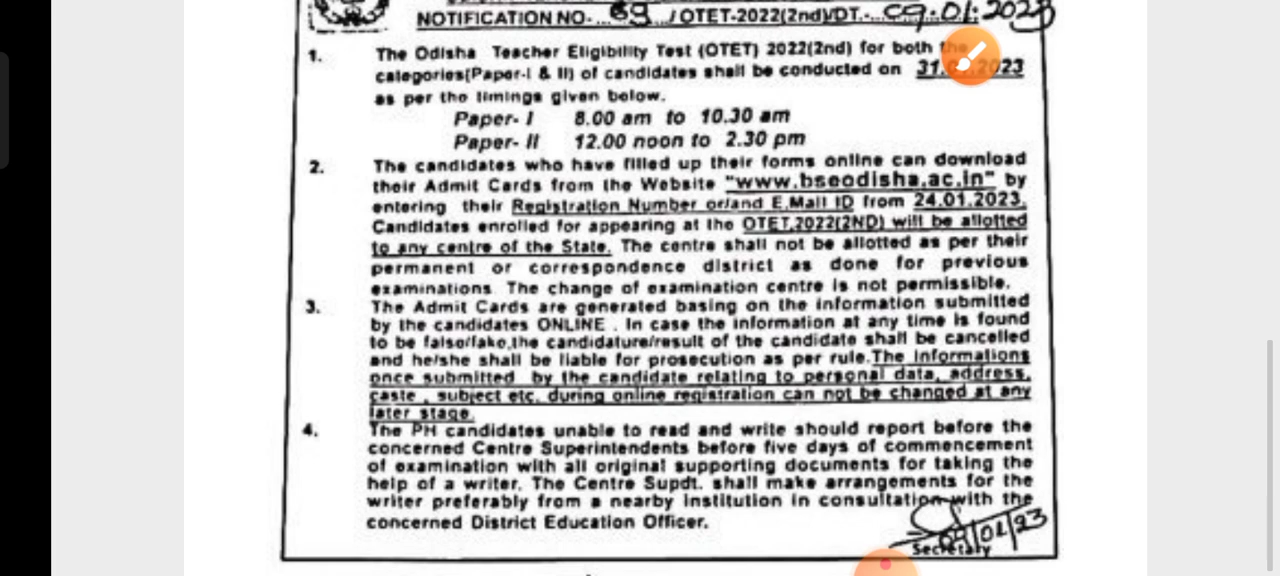 NOTIFICATION NO-...69.../OTET-2022(2nd)/DT.-..09.01.2023
1. The Odisha Teacher Eligibility Test (OTET) 2022(2nd) for both the
categories(Paper-I & II) of candidates shall be conducted on 31.01.2023
as per the timings given below.
Paper- I 8.00 am to 10.30 am
Paper- II 12.00 noon to 2.30 pm
2. The candidates who have filled up their forms online can download
their Admit Cards from the Website "www.bseodisha.ac.in" by
entering their Registration Number or/and E.Mail ID from 24.01.2023.
Candidates enrolled for appearing at the OTET,2022(2ND) will be allotted
to any centre of the State. The centre shall not be allotted as per their
permanent or correspondence district as done for previous
examinations. The change of examination centre is not permissible.
3. The Admit Cards are generated basing on the information submitted
by the candidates ONLINE . In case the information at any time is found
to be false/fake,the candidature/result of the candidate shall be cancelled
and he/she shall be liable for prosecution as per rule.The Informations
once submitted by the candidate relating to personal data, address,
caste , subject etc. during online registration can not be changed at any
later stage.
4. The PH candidates unable to read and write should report before the
concerned Centre Superintendents before five days of commencement
of examination with all original supporting documents for taking the
help of a writer. The Centre Supdt. shall make arrangements for the
writer preferably from a nearby Institution in consultation with the
concerned District Education Officer.
09/01/23
Secretary